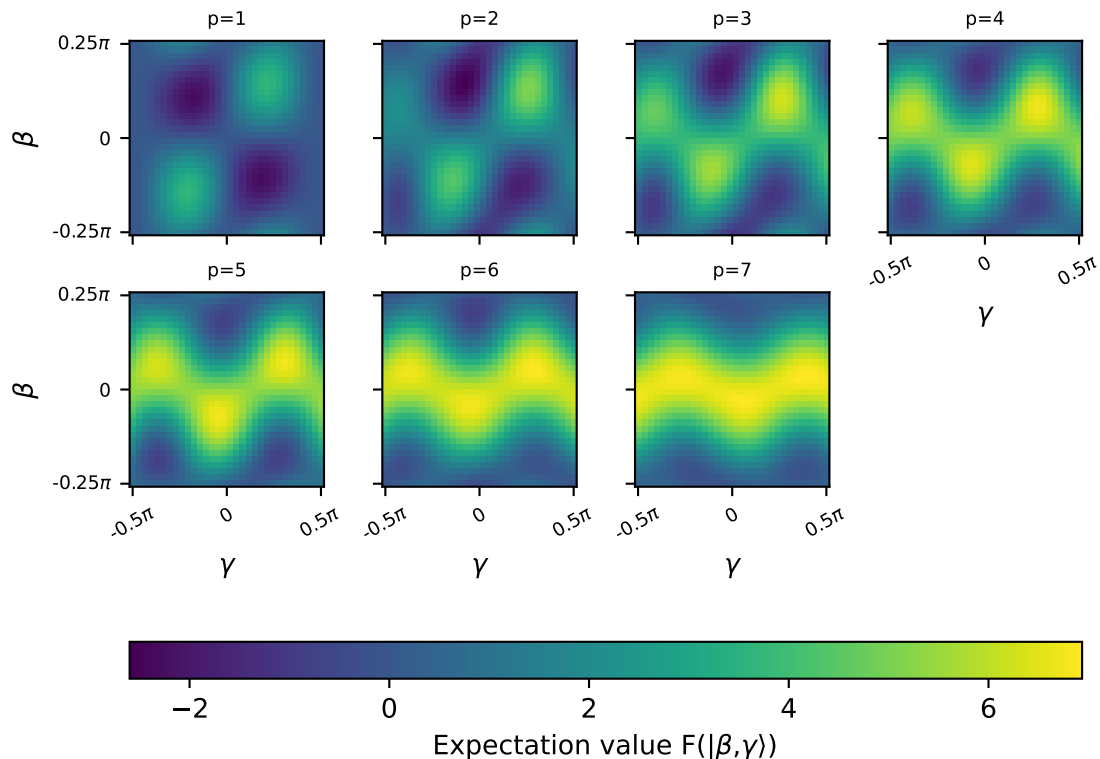 p=1 p=2 p=3 p=4
0.25π
β 0
-0.25π
-0.5π 0 0.5π
γ
p=5 p=6 p=7
0.25π
β 0
-0.25π
-0.5π 0 0.5π -0.5π 0 0.5π -0.5π 0 0.5π
γ γ γ
−2 0 2 4 6
Expectation value F(|β,γ⟩)